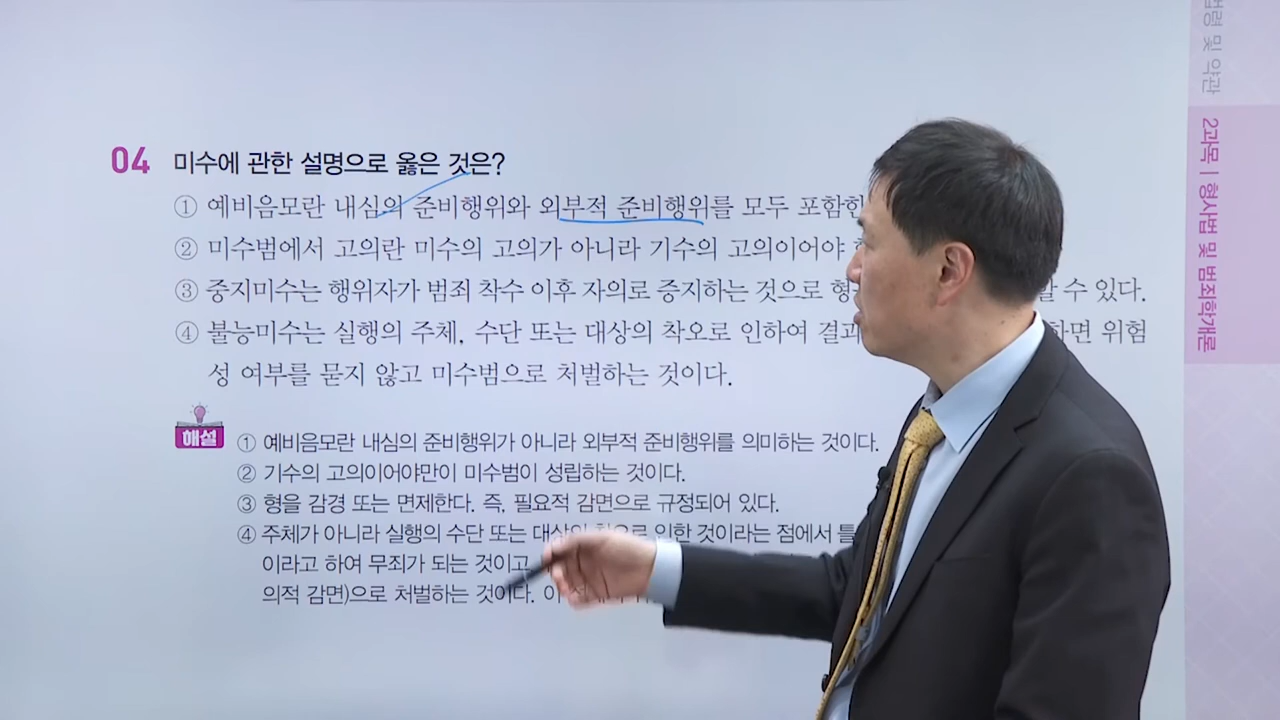 04 미수에 관한 설명으로 옳은 것은?
① 예비음모란 내심의 준비행위와 외부적 준비행위를 모두 포함한
② 미수범에서 고의란 미수의 고의가 아니라 기수의 고의이어야
③ 중지미수는 행위자가 범죄 착수 이후 자의로 중지하는 것으로 형 할 수 있다.
④ 불능미수는 실행의 주체, 수단 또는 대상의 착오로 인하여 결과 하면 위험
성 여부를 묻지 않고 미수범으로 처벌하는 것이다.
해설
① 예비음모란 내심의 준비행위가 아니라 외부적 준비행위를 의미하는 것이다.
② 기수의 고의이어야만이 미수범이 성립하는 것이다.
③ 형을 감경 또는 면제한다. 즉, 필요적 감면으로 규정되어 있다.
④ 주체가 아니라 실행의 수단 또는 대상의 착오로 인한 것이라는 점에서 틀
이라고 하여 무죄가 되는 것이고
의적 감면)으로 처벌하는 것이다. 이
법령 및 약관
2과목 | 형사법 및 범죄학개론